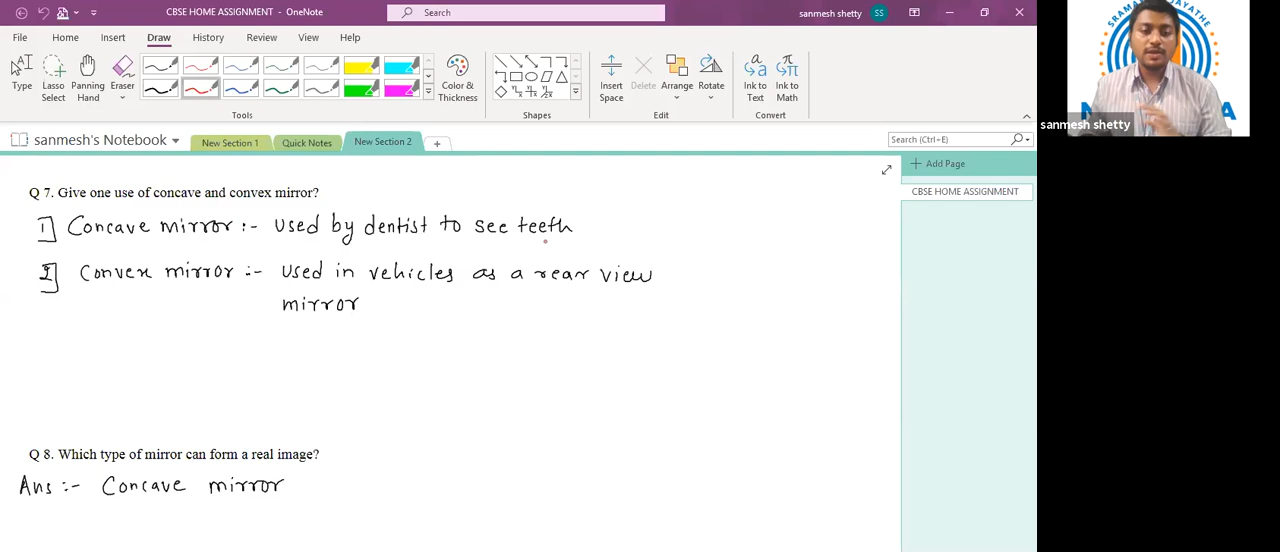 CBSE HOME ASSIGNMENT - OneNote
Search
sanmesh shetty
SS
File Home Insert Draw History Review View Help
Type
Lasso Select
Panning Hand
Eraser
Color & Thickness
Insert Space
Delete
Arrange
Rotate
Ink to Text
Ink to Math
Tools
Shapes
Edit
Convert
sanmesh's Notebook
New Section 1
Quick Notes
New Section 2
Search (Ctrl+E)
Add Page
CBSE HOME ASSIGNMENT
sanmesh shetty
Q 7. Give one use of concave and convex mirror?
1] Concave mirror :- used by dentist to see teeth
2] Convex mirror :- used in vehicles as a rear view
mirror
Q 8. Which type of mirror can form a real image?
Ans :- Concave mirror